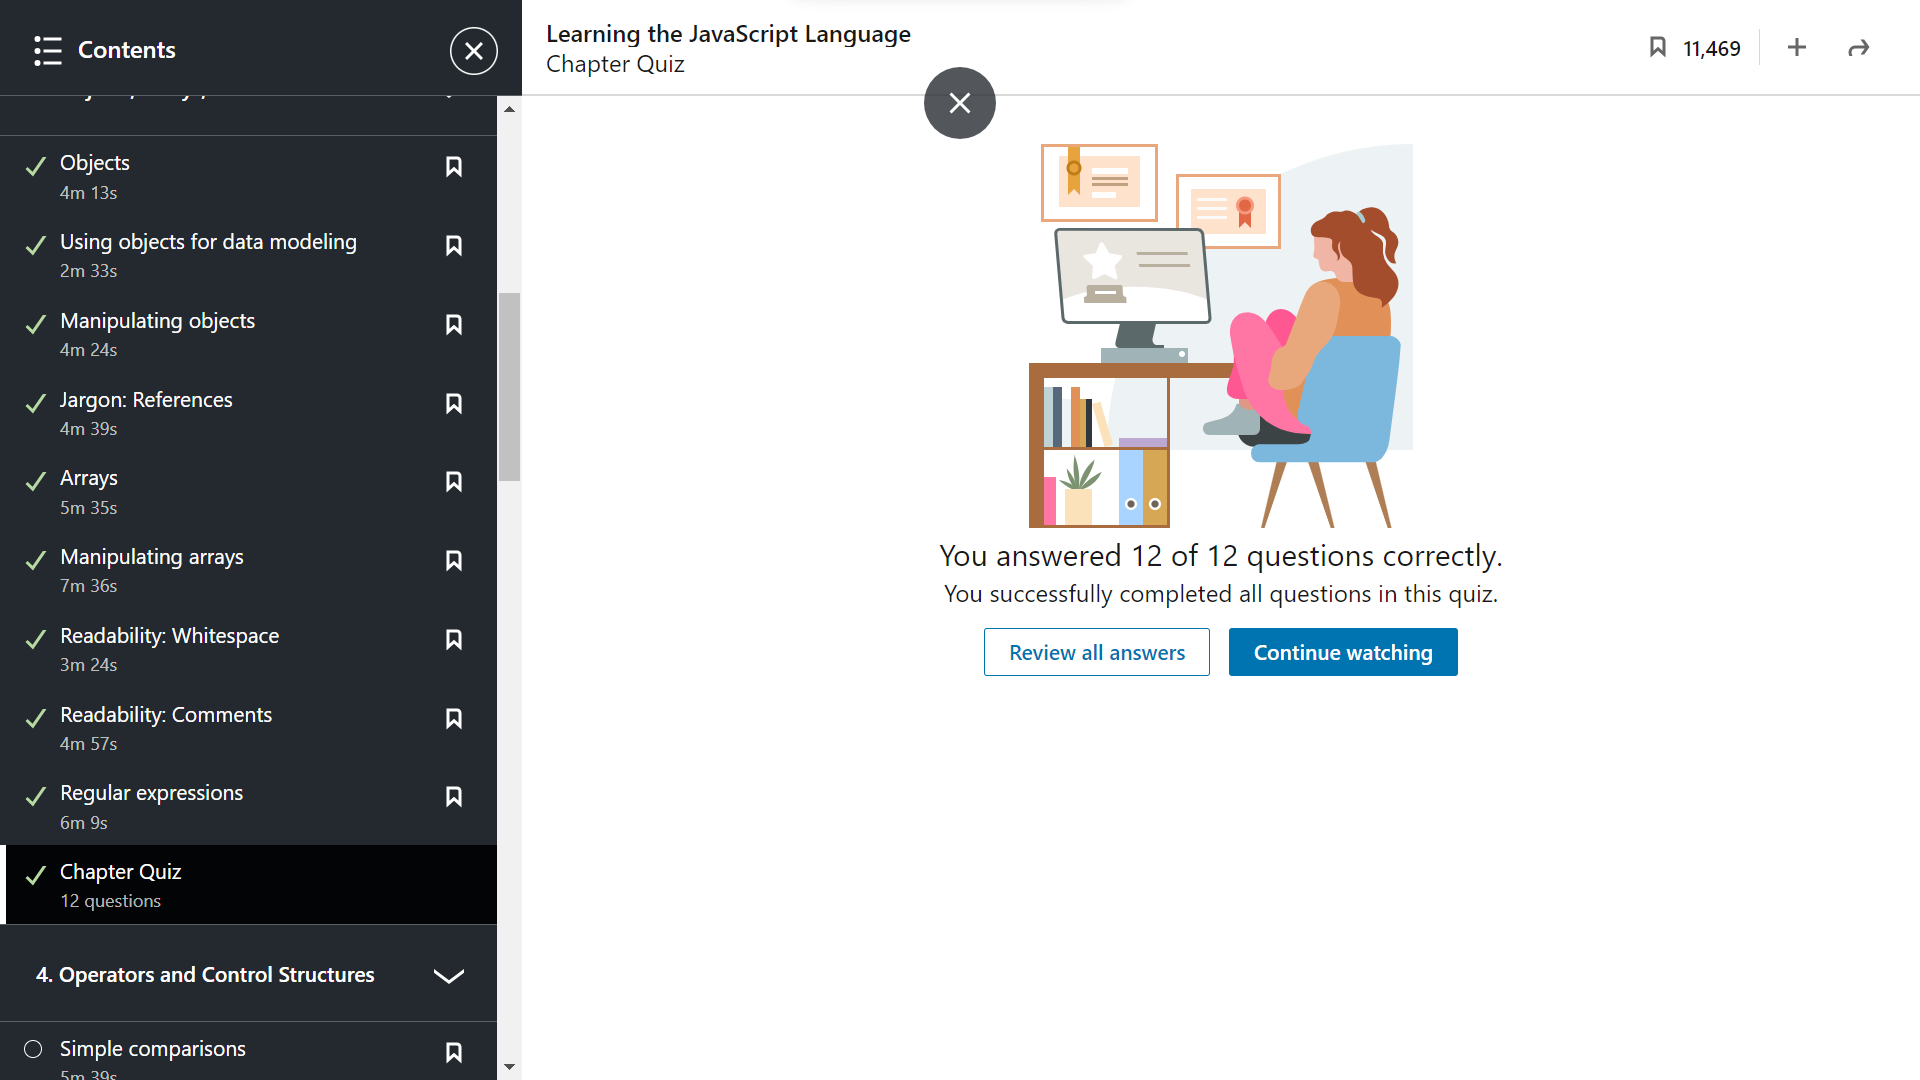 Contents
Learning the JavaScript Language
Chapter Quiz
11,469
Objects
4m 13s
Using objects for data modeling
2m 33s
Manipulating objects
4m 24s
Jargon: References
4m 39s
Arrays
5m 35s
Manipulating arrays
7m 36s
Readability: Whitespace
3m 24s
Readability: Comments
4m 57s
Regular expressions
6m 9s
Chapter Quiz
12 questions
4. Operators and Control Structures
Simple comparisons
5m 39s
You answered 12 of 12 questions correctly.
You successfully completed all questions in this quiz.
Review all answers
Continue watching